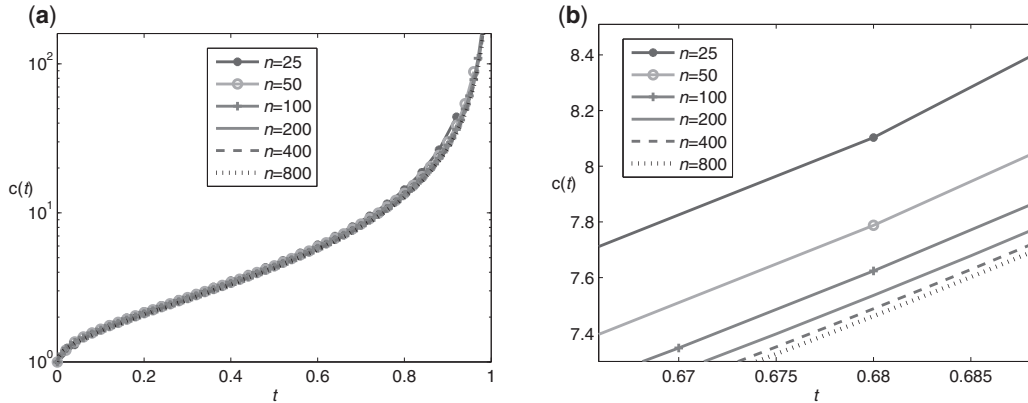 (a)
10²
10¹
10⁰
c(t)
n=25
n=50
n=100
n=200
n=400
n=800
0 0.2 0.4 0.6 0.8 1
t
(b)
8.4
8.2
8
7.8
7.6
7.4
c(t)
n=25
n=50
n=100
n=200
n=400
n=800
0.67 0.675 0.68 0.685
t